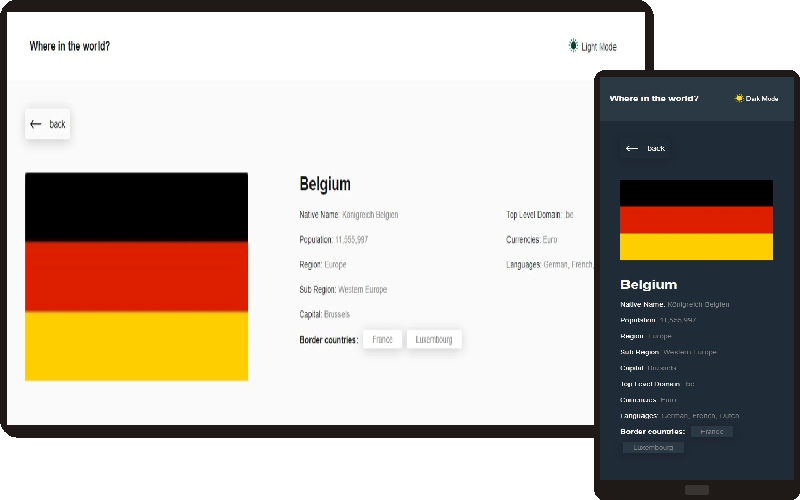 Where in the world?
Light Mode
back
Belgium
Native Name: Königreich Belgien
Population: 11,555,997
Region: Europe
Sub Region: Western Europe
Capital: Brussels
Top Level Domain: .be
Currencies: Euro
Languages: German, French,
Border countries: France Luxembourg
Where in the world?
Dark Mode
back
Belgium
Native Name: Königreich Belgien
Population: 11,555,997
Region: Europe
Sub Region: Western Europe
Capital: Brussels
Top Level Domain: .be
Currencies: Euro
Languages: German, French, Dutch
Border countries: France
Luxembourg